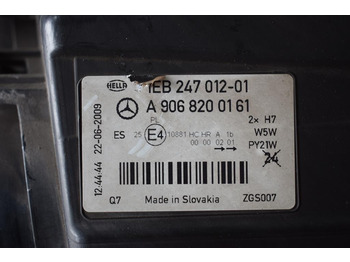 HELLA
1EB 247 012-01
A 906 820 01 61
PL
2x H7
ES 25 E4 10881 HC HR A 1b
W5W
00 00 02 01
PY21W
24
12:44:44 22-06-2009
Q7 Made in Slovakia ZGS007